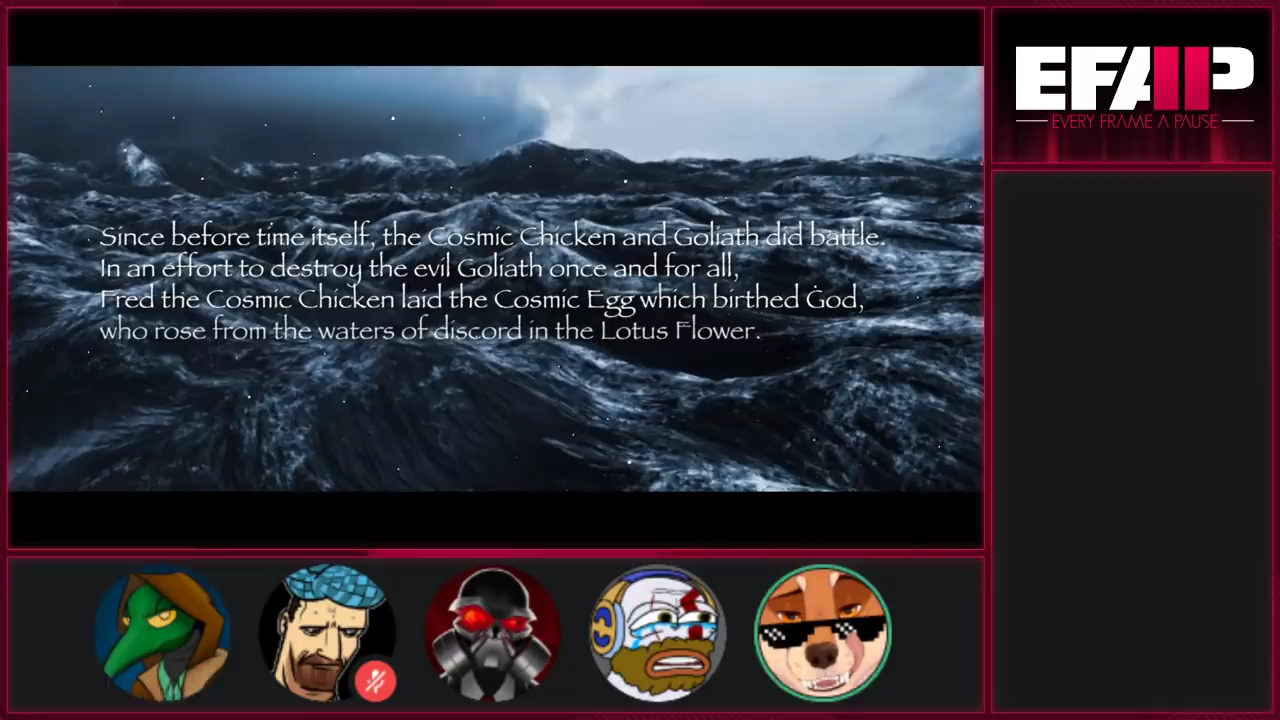 Since before time itself, the Cosmic Chicken and Goliath did battle.
In an effort to destroy the evil Goliath once and for all,
Fred the Cosmic Chicken laid the Cosmic Egg which birthed God,
who rose from the waters of discord in the Lotus Flower.
EFAP
EVERY FRAME A PAUSE